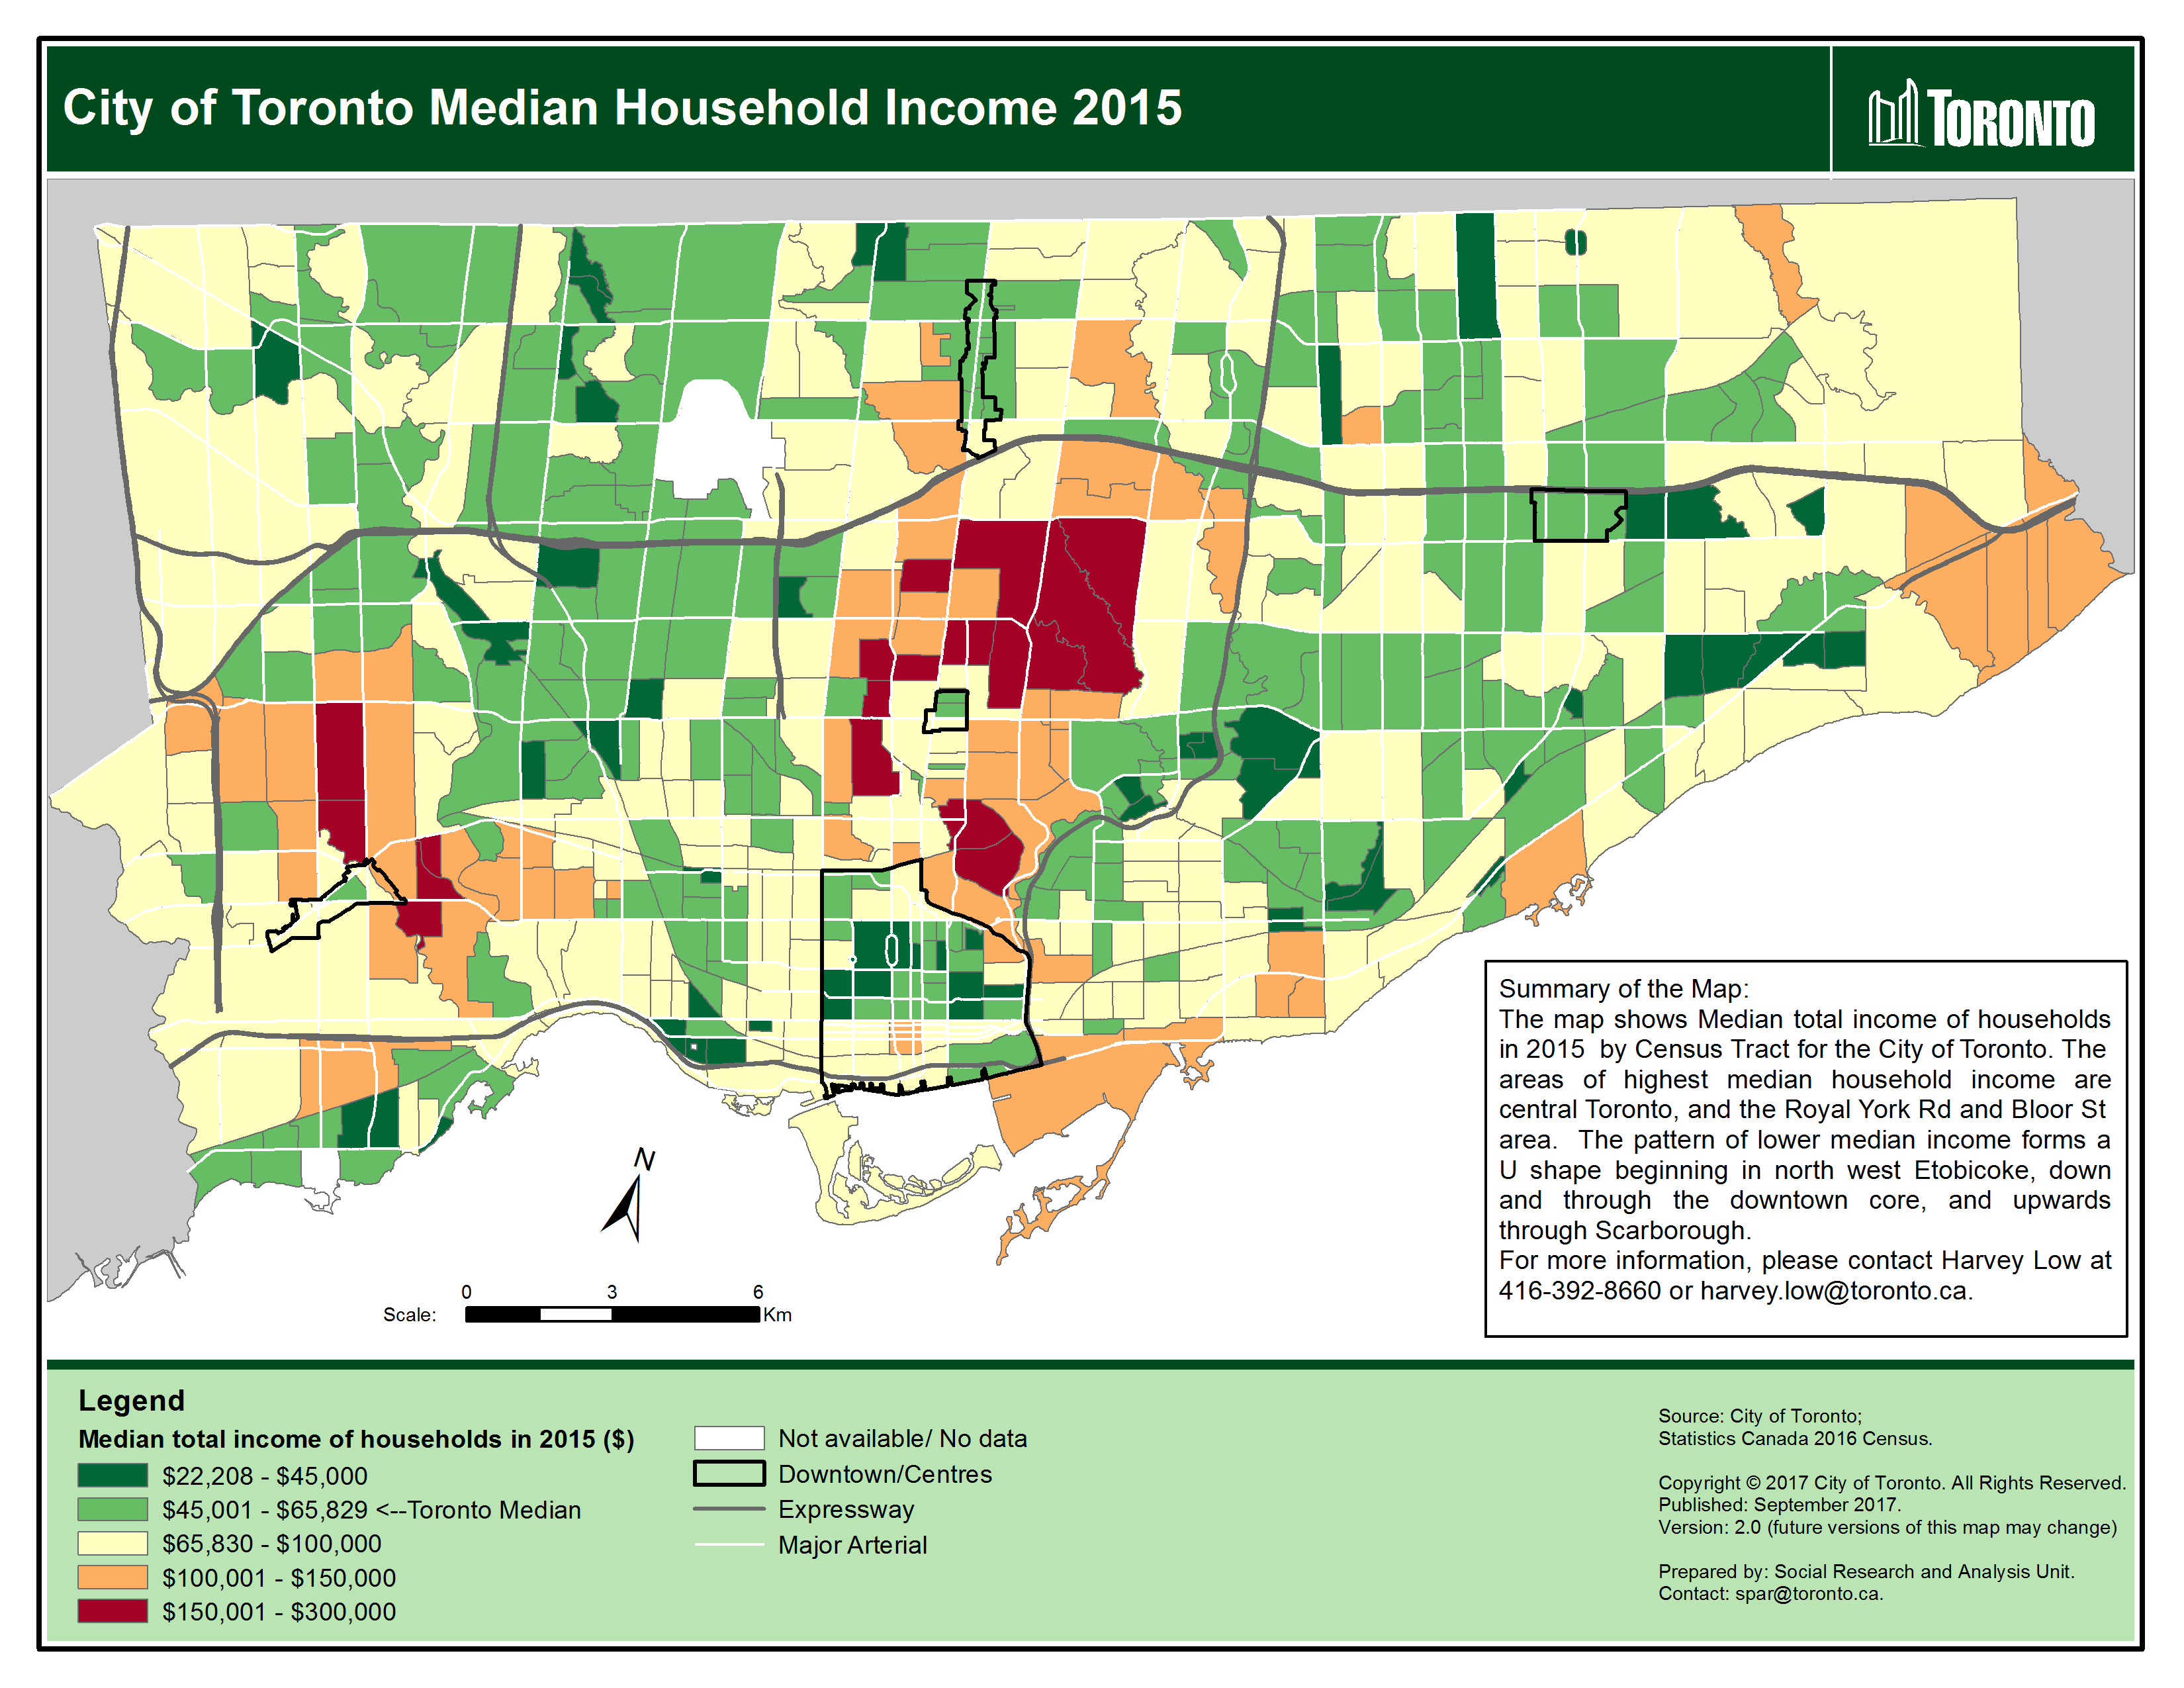 City of Toronto Median Household Income 2015
TORONTO
Summary of the Map:
The map shows Median total income of households
in 2015 by Census Tract for the City of Toronto. The
areas of highest median household income are
central Toronto, and the Royal York Rd and Bloor St
area. The pattern of lower median income forms a
U shape beginning in north west Etobicoke, down
and through the downtown core, and upwards
through Scarborough.
For more information, please contact Harvey Low at
416-392-8660 or harvey.low@toronto.ca.
N
0 3 6
Scale: Km
Legend
Median total income of households in 2015 ($)
$22,208 - $45,000
$45,001 - $65,829 <--Toronto Median
$65,830 - $100,000
$100,001 - $150,000
$150,001 - $300,000
Not available/ No data
Downtown/Centres
Expressway
Major Arterial
Source: City of Toronto;
Statistics Canada 2016 Census.
Copyright © 2017 City of Toronto. All Rights Reserved.
Published: September 2017.
Version: 2.0 (future versions of this map may change)
Prepared by: Social Research and Analysis Unit.
Contact: spar@toronto.ca.